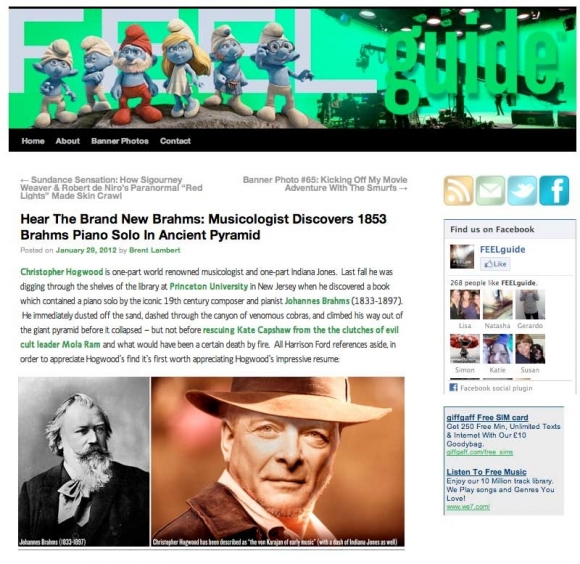 FEELguide
Home About Banner Photos Contact
← Sundance Sensation: How Sigourney
Weaver & Robert de Niro's Paranormal "Red
Lights" Made Skin Crawl
Banner Photo #65: Kicking Off My Movie
Adventure With The Smurfs →
Hear The Brand New Brahms: Musicologist Discovers 1853
Brahms Piano Solo In Ancient Pyramid
Posted on January 29, 2012 by Brent Lambert
Christopher Hogwood is one-part world renowned musicologist and one-part Indiana Jones. Last fall he was
digging through the shelves of the library at Princeton University in New Jersey when he discovered a book
which contained a piano solo by the iconic 19th century composer and pianist Johannes Brahms (1833-1897).
He immediately dusted off the sand, dashed through the canyon of venomous cobras, and climbed his way out of
the giant pyramid before it collapsed – but not before rescuing Kate Capshaw from the the clutches of evil
cult leader Mola Ram and what would have been a certain death by fire. All Harrison Ford references aside, in
order to appreciate Hogwood's find it's first worth appreciating Hogwood's impressive resume:
Johannes Brahms (1833-1897)
Christopher Hogwood has been described as "the von Karajan of early music" (with a dash of Indiana Jones as well)
Find us on Facebook
FEELguide
Like
268 people like FEELguide.
Lisa Natasha Gerardo
Simon Katie Susan
Facebook social plugin
giffgaff Free SIM card
Get 250 Free Min, Unlimited Texts
& Internet With Our £10
Goodybag.
giffgaff.com/free_sims
Listen To Free Music
Enjoy our 10 Million track library.
We Play songs and Genres You
Love!
www.we7.com/